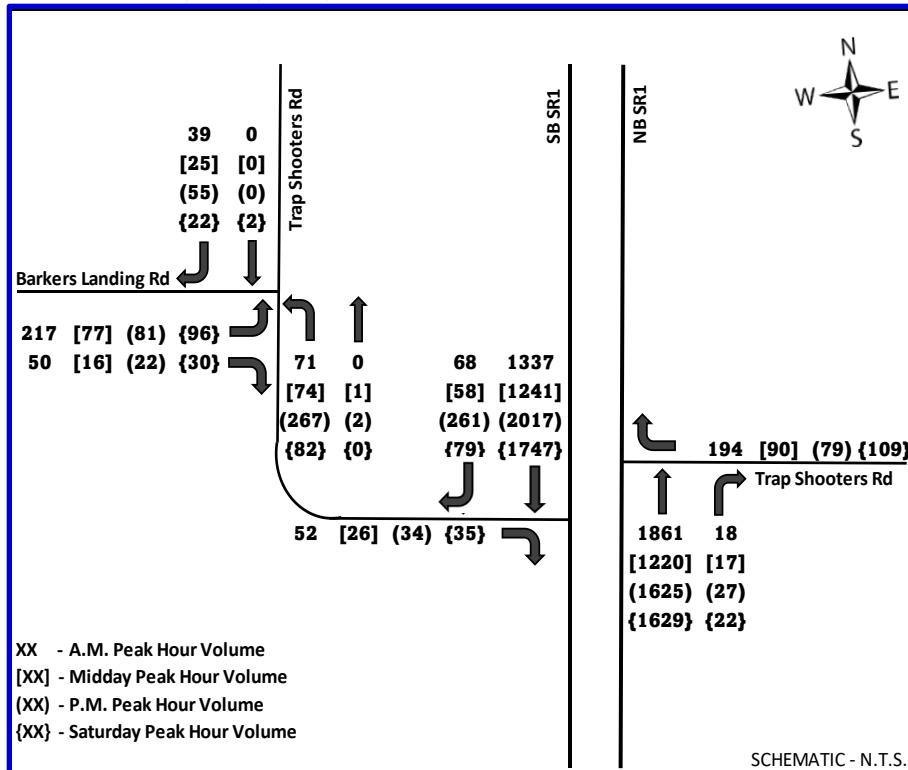 N
W E
S
Trap Shooters Rd
SB SR1
NB SR1
39 0
[25] [0]
(55) (0)
{22} {2}
Barkers Landing Rd
217 [77] (81) {96}
50 [16] (22) {30}
71 0
[74] [1]
(267) (2)
{82} {0}
68 1337
[58] [1241]
(261) (2017)
{79} {1747}
194 [90] (79) {109}
Trap Shooters Rd
52 [26] (34) {35}
1861 18
[1220] [17]
(1625) (27)
{1629} {22}
XX - A.M. Peak Hour Volume
[XX] - Midday Peak Hour Volume
(XX) - P.M. Peak Hour Volume
{XX} - Saturday Peak Hour Volume
SCHEMATIC - N.T.S.